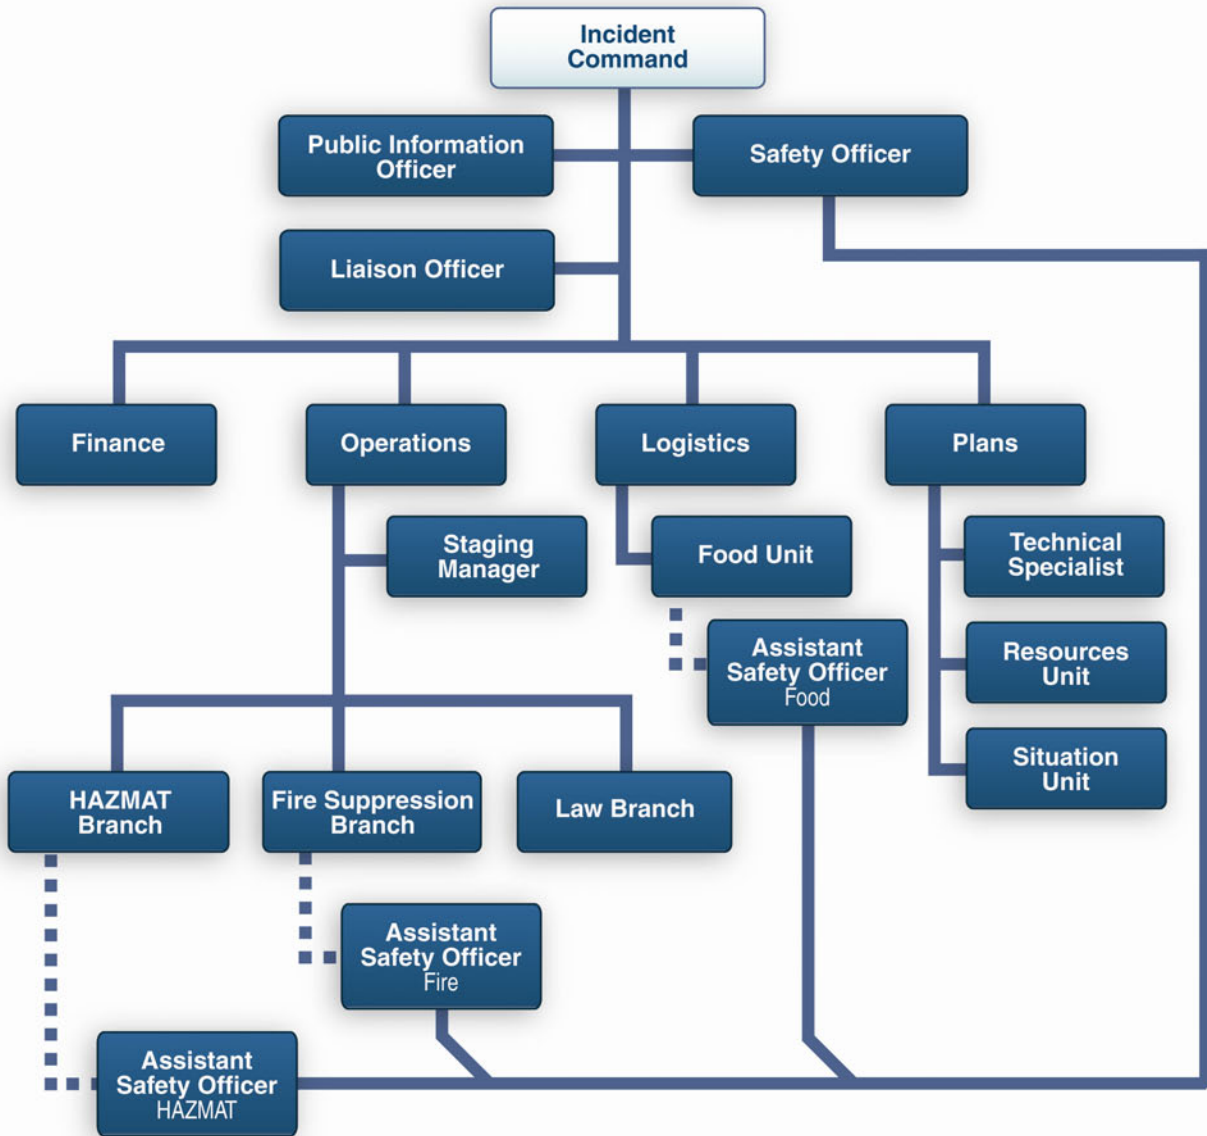 Incident
Command
Public Information
Officer
Safety Officer
Liaison Officer
Finance
Operations
Logistics
Plans
Staging
Manager
Food Unit
Technical
Specialist
Assistant
Safety Officer
Food
Resources
Unit
Situation
Unit
HAZMAT
Branch
Fire Suppression
Branch
Law Branch
Assistant
Safety Officer
Fire
Assistant
Safety Officer
HAZMAT